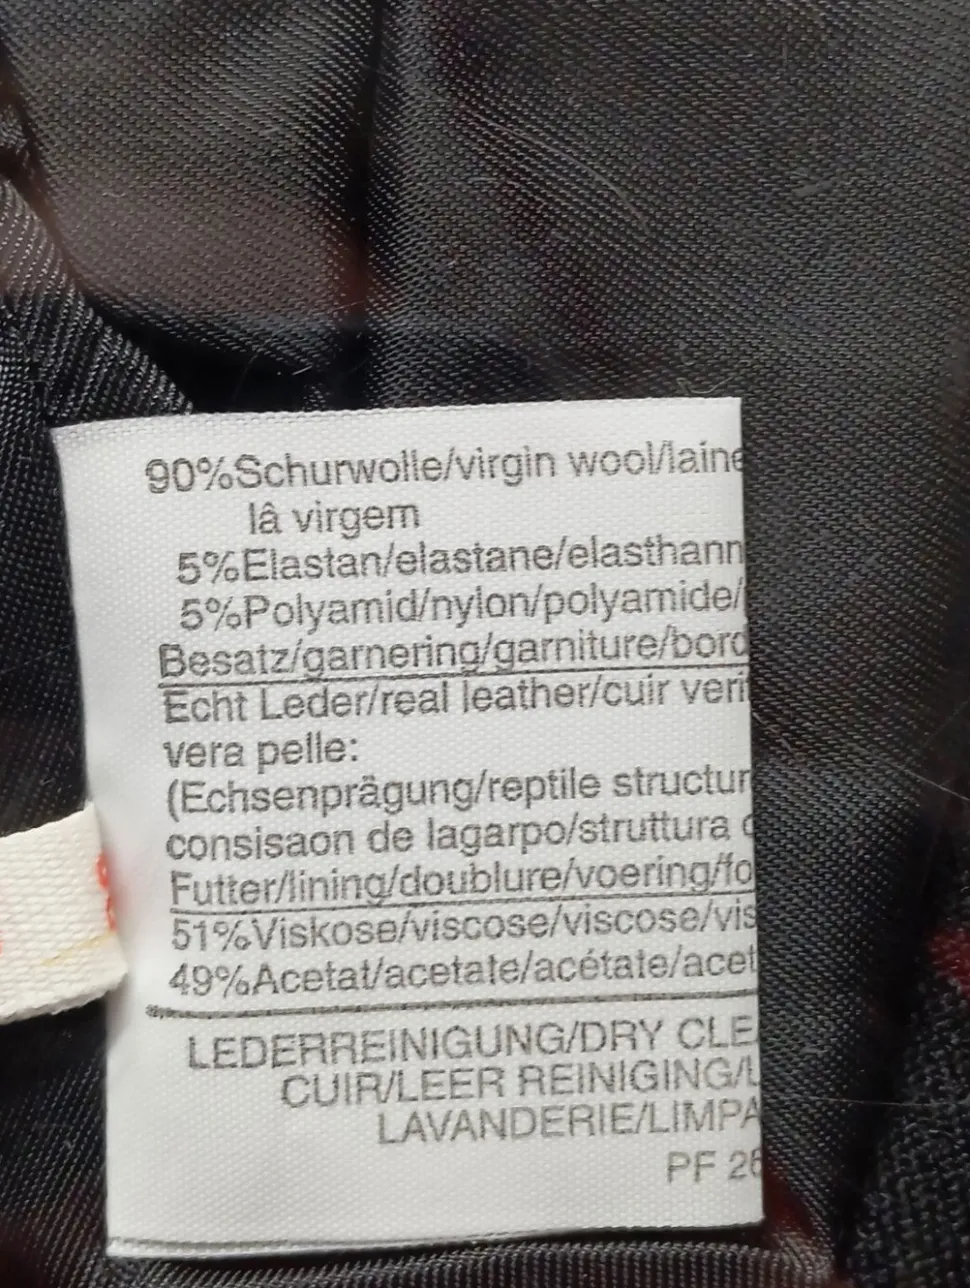 90%Schurwolle/virgin wool/laine
lâ virgem
5%Elastan/elastane/elasthann
5%Polyamid/nylon/polyamide/
Besatz/garnering/garniture/bord
Echt Leder/real leather/cuir veri
vera pelle:
(Echsenprägung/reptile structur
consisaon de lagarpo/struttura
Futter/lining/doublure/voering/fo
51%Viskose/viscose/viscose/vis
49%Acetat/acetate/acétate/acet
LEDERREINIGUNG/DRY CLE
CUIR/LEER REINIGING/L
LAVANDERIE/LIMPA
PF 26